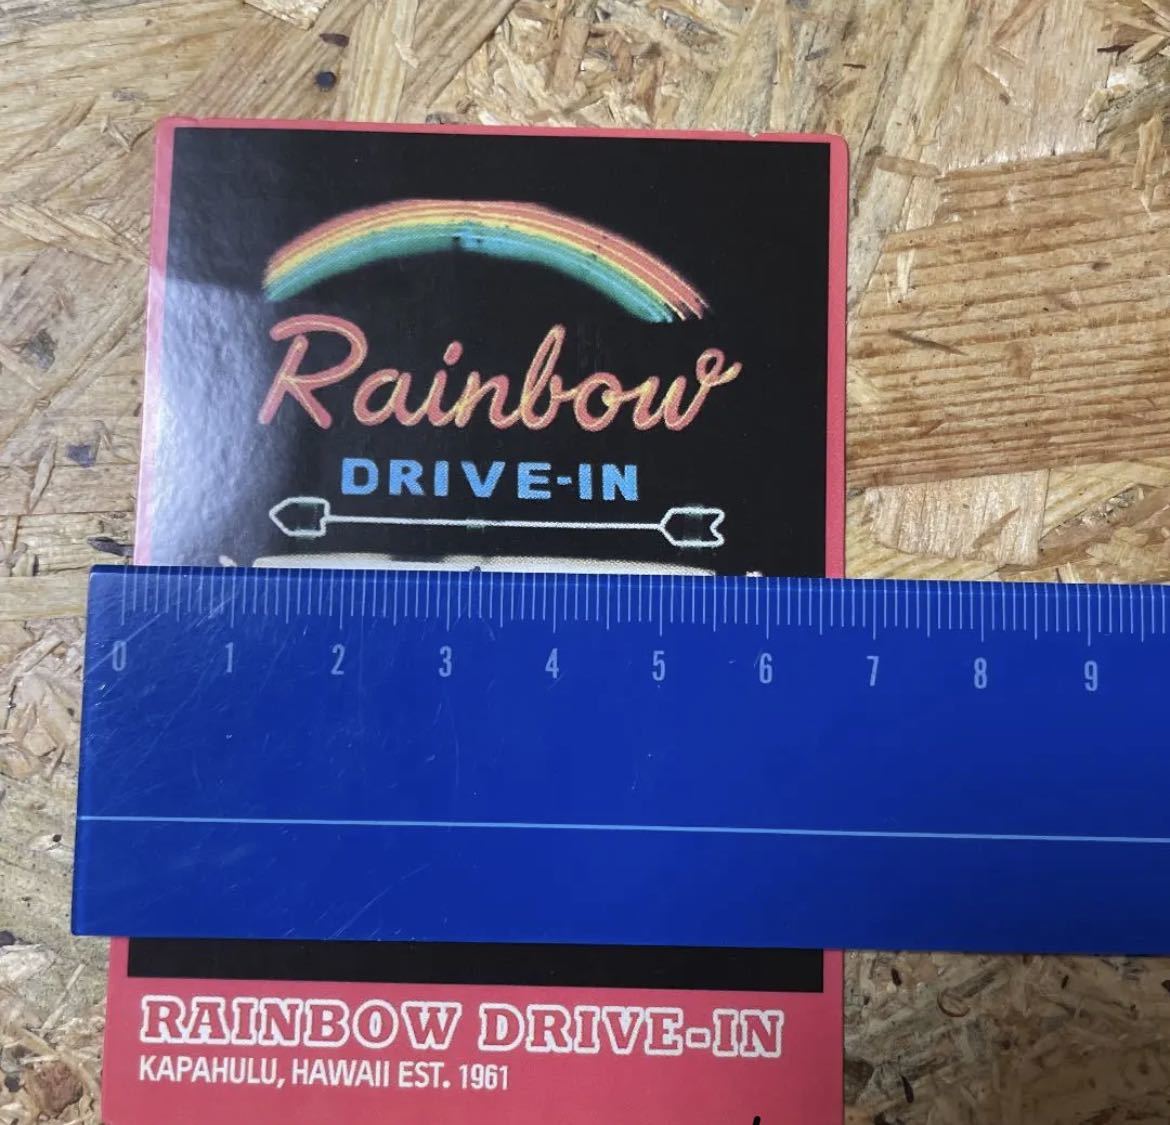 Rainbow
DRIVE-IN
0 1 2 3 4 5 6 7 8 9
RAINBOW DRIVE-IN
KAPAHULU, HAWAII EST. 1961